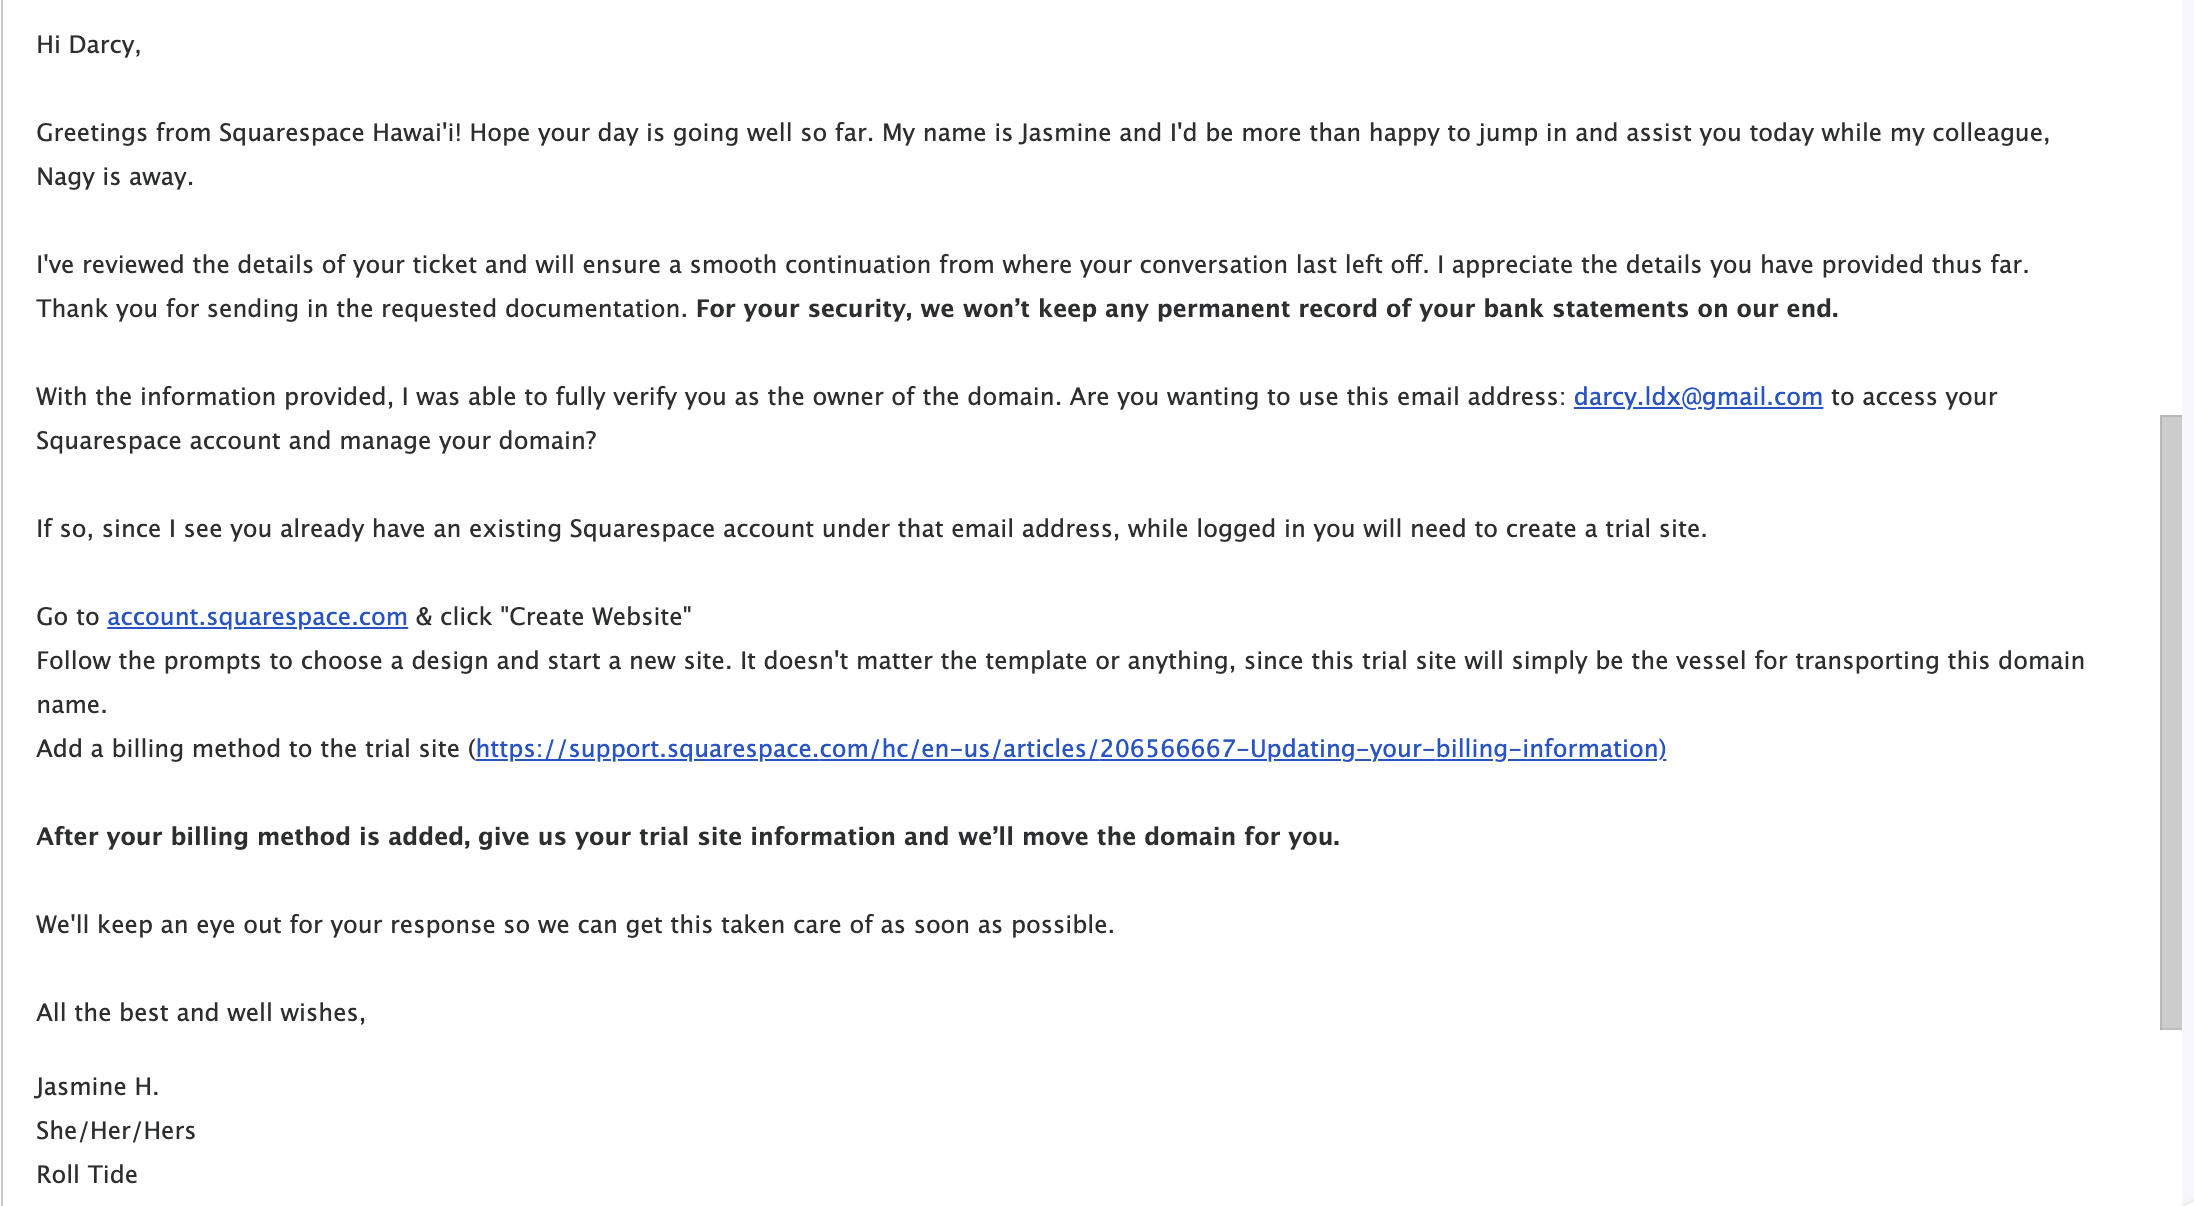 Hi Darcy,
Greetings from Squarespace Hawai'i! Hope your day is going well so far. My name is Jasmine and I'd be more than happy to jump in and assist you today while my colleague,
Nagy is away.
I've reviewed the details of your ticket and will ensure a smooth continuation from where your conversation last left off. I appreciate the details you have provided thus far.
Thank you for sending in the requested documentation. For your security, we won’t keep any permanent record of your bank statements on our end.
With the information provided, I was able to fully verify you as the owner of the domain. Are you wanting to use this email address: darcy.ldx@gmail.com to access your
Squarespace account and manage your domain?
If so, since I see you already have an existing Squarespace account under that email address, while logged in you will need to create a trial site.
Go to account.squarespace.com & click "Create Website"
Follow the prompts to choose a design and start a new site. It doesn't matter the template or anything, since this trial site will simply be the vessel for transporting this domain
name.
Add a billing method to the trial site (https://support.squarespace.com/hc/en-us/articles/206566667-Updating-your-billing-information)
After your billing method is added, give us your trial site information and we’ll move the domain for you.
We'll keep an eye out for your response so we can get this taken care of as soon as possible.
All the best and well wishes,
Jasmine H.
She/Her/Hers
Roll Tide